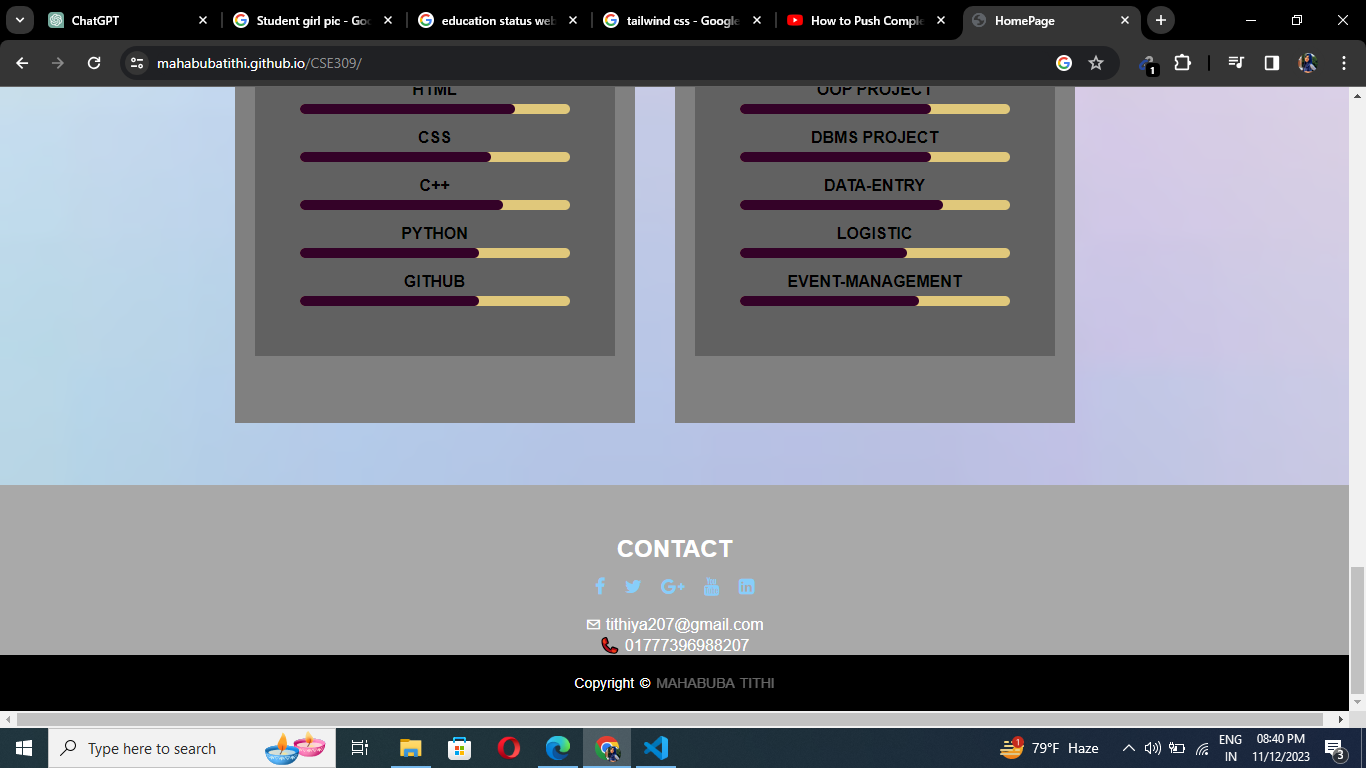 ChatGPT
Student girl pic - Goo
education status web
tailwind css - Google
How to Push Comple
HomePage
mahabubatithi.github.io/CSE309/
1
HTML
CSS
C++
PYTHON
GITHUB
OOP PROJECT
DBMS PROJECT
DATA-ENTRY
LOGISTIC
EVENT-MANAGEMENT
CONTACT
tithiya207@gmail.com
01777396988207
Copyright © MAHABUBA TITHI
Type here to search
1
79°F Haze
ENG
IN
08:40 PM
11/12/2023
3